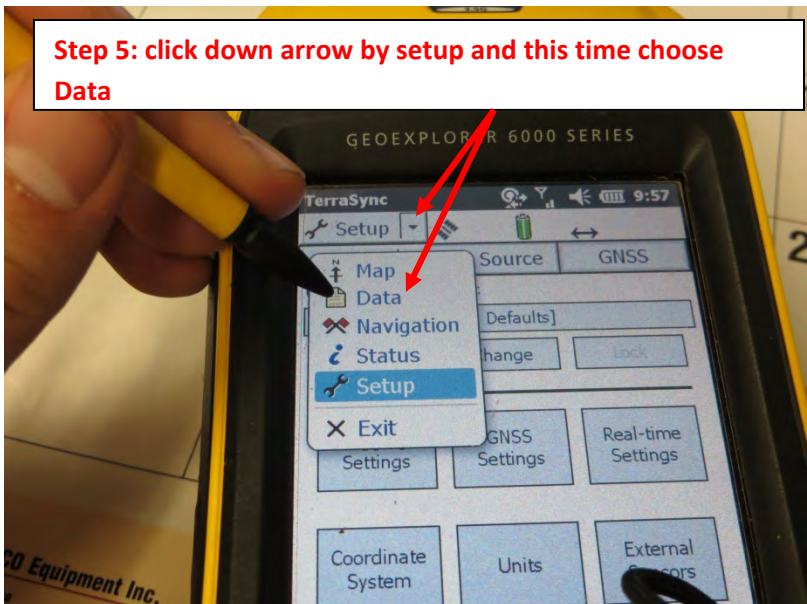 Step 5: click down arrow by setup and this time choose
Data
GEOEXPLORER 6000 SERIES
TerraSync 9:57
Setup
Source GNSS
Map
Data
Defaults]
Navigation
Status
Change Lock
Setup
Exit
Settings
GNSS
Settings
Real-time
Settings
Coordinate
System
Units
External
Sensors
2
CO Equipment Inc.